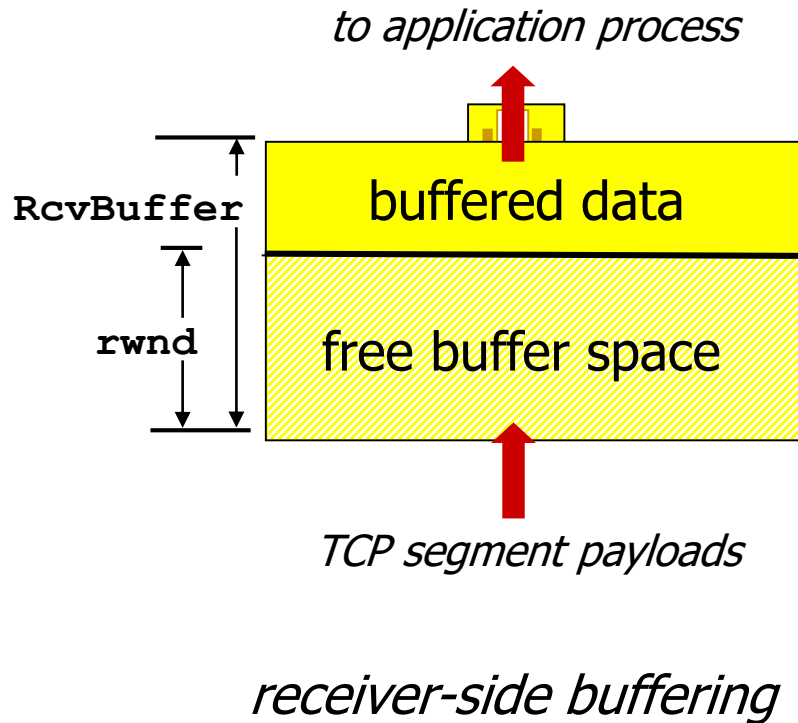 to application process
RcvBuffer
buffered data
rwnd
free buffer space
TCP segment payloads
receiver-side buffering